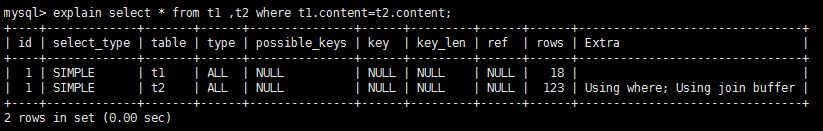 mysql> explain select * from t1 ,t2 where t1.content=t2.content;
+----+-------------+-------+------+---------------+------+---------+------+------+--------------------------------+
| id | select_type | table | type | possible_keys | key | key_len | ref | rows | Extra |
+----+-------------+-------+------+---------------+------+---------+------+------+--------------------------------+
| 1 | SIMPLE | t1 | ALL | NULL | NULL | NULL | NULL | 18 | |
| 1 | SIMPLE | t2 | ALL | NULL | NULL | NULL | NULL | 123 | Using where; Using join buffer |
+----+-------------+-------+------+---------------+------+---------+------+------+--------------------------------+
2 rows in set (0.00 sec)